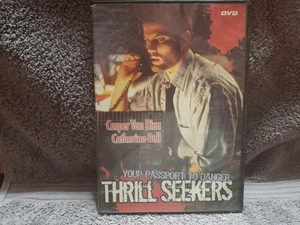 DVD
Casper Van Dien
Catherine Bell
YOUR PASSPORT TO DANGER
THRILL SEEKERS